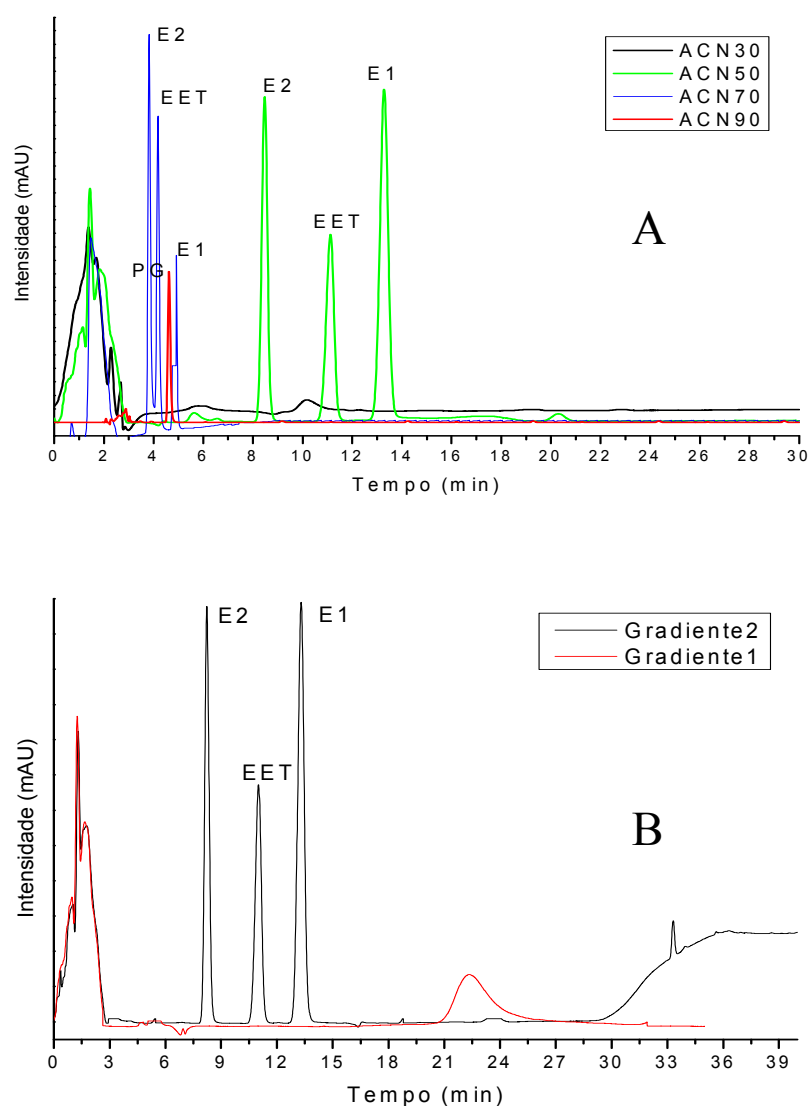 E2
EET
PG
E1
E2
EET
E1
ACN30
ACN50
ACN70
ACN90
A
Intensidade (mAU)
0 2 4 6 8 10 12 14 16 18 20 22 24 26 28 30
Tempo (min)
E2
EET
E1
Gradiente2
Gradiente1
B
Intensidade (mAU)
0 3 6 9 12 15 18 21 24 27 30 33 36 39
Tempo (min)